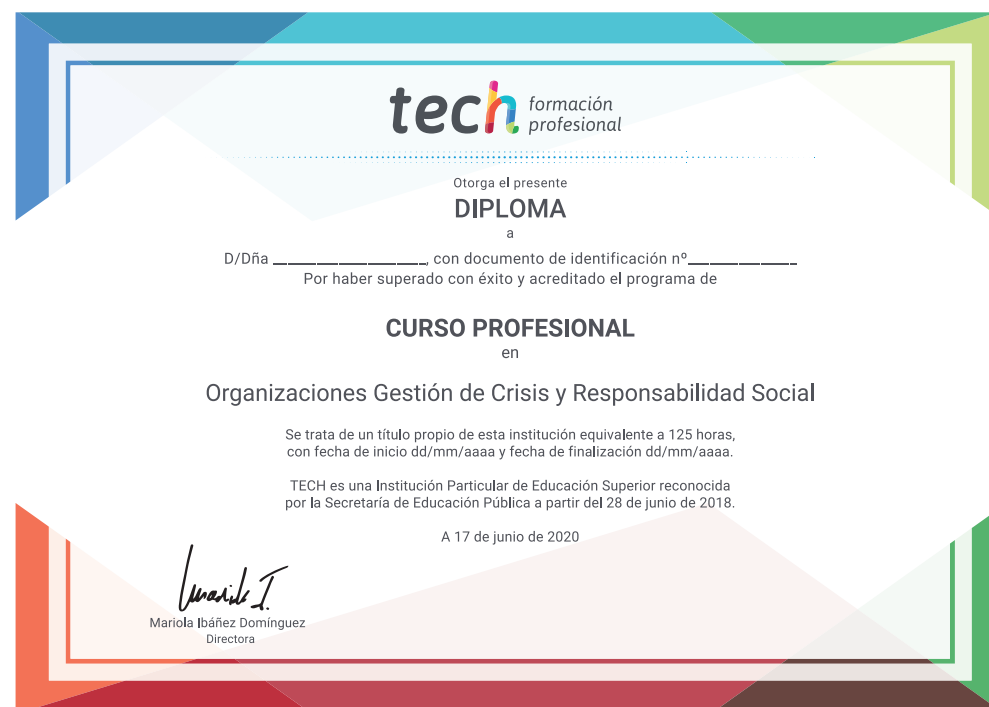 tech formación
profesional
Otorga el presente
DIPLOMA
a
D/Dña ___________________, con documento de identificación nº_____________
Por haber superado con éxito y acreditado el programa de
CURSO PROFESIONAL
en
Organizaciones Gestión de Crisis y Responsabilidad Social
Se trata de un título propio de esta institución equivalente a 125 horas,
con fecha de inicio dd/mm/aaaa y fecha de finalización dd/mm/aaaa.
TECH es una Institución Particular de Educación Superior reconocida
por la Secretaría de Educación Pública a partir del 28 de junio de 2018.
A 17 de junio de 2020
Mariola Ibáñez Domínguez
Directora